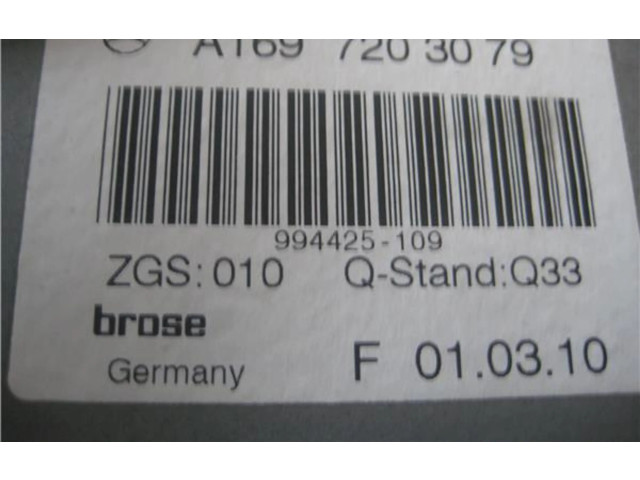 A169 720 30 79
994425-109
ZGS:010 Q-Stand:Q33
brose
Germany F 01.03.10